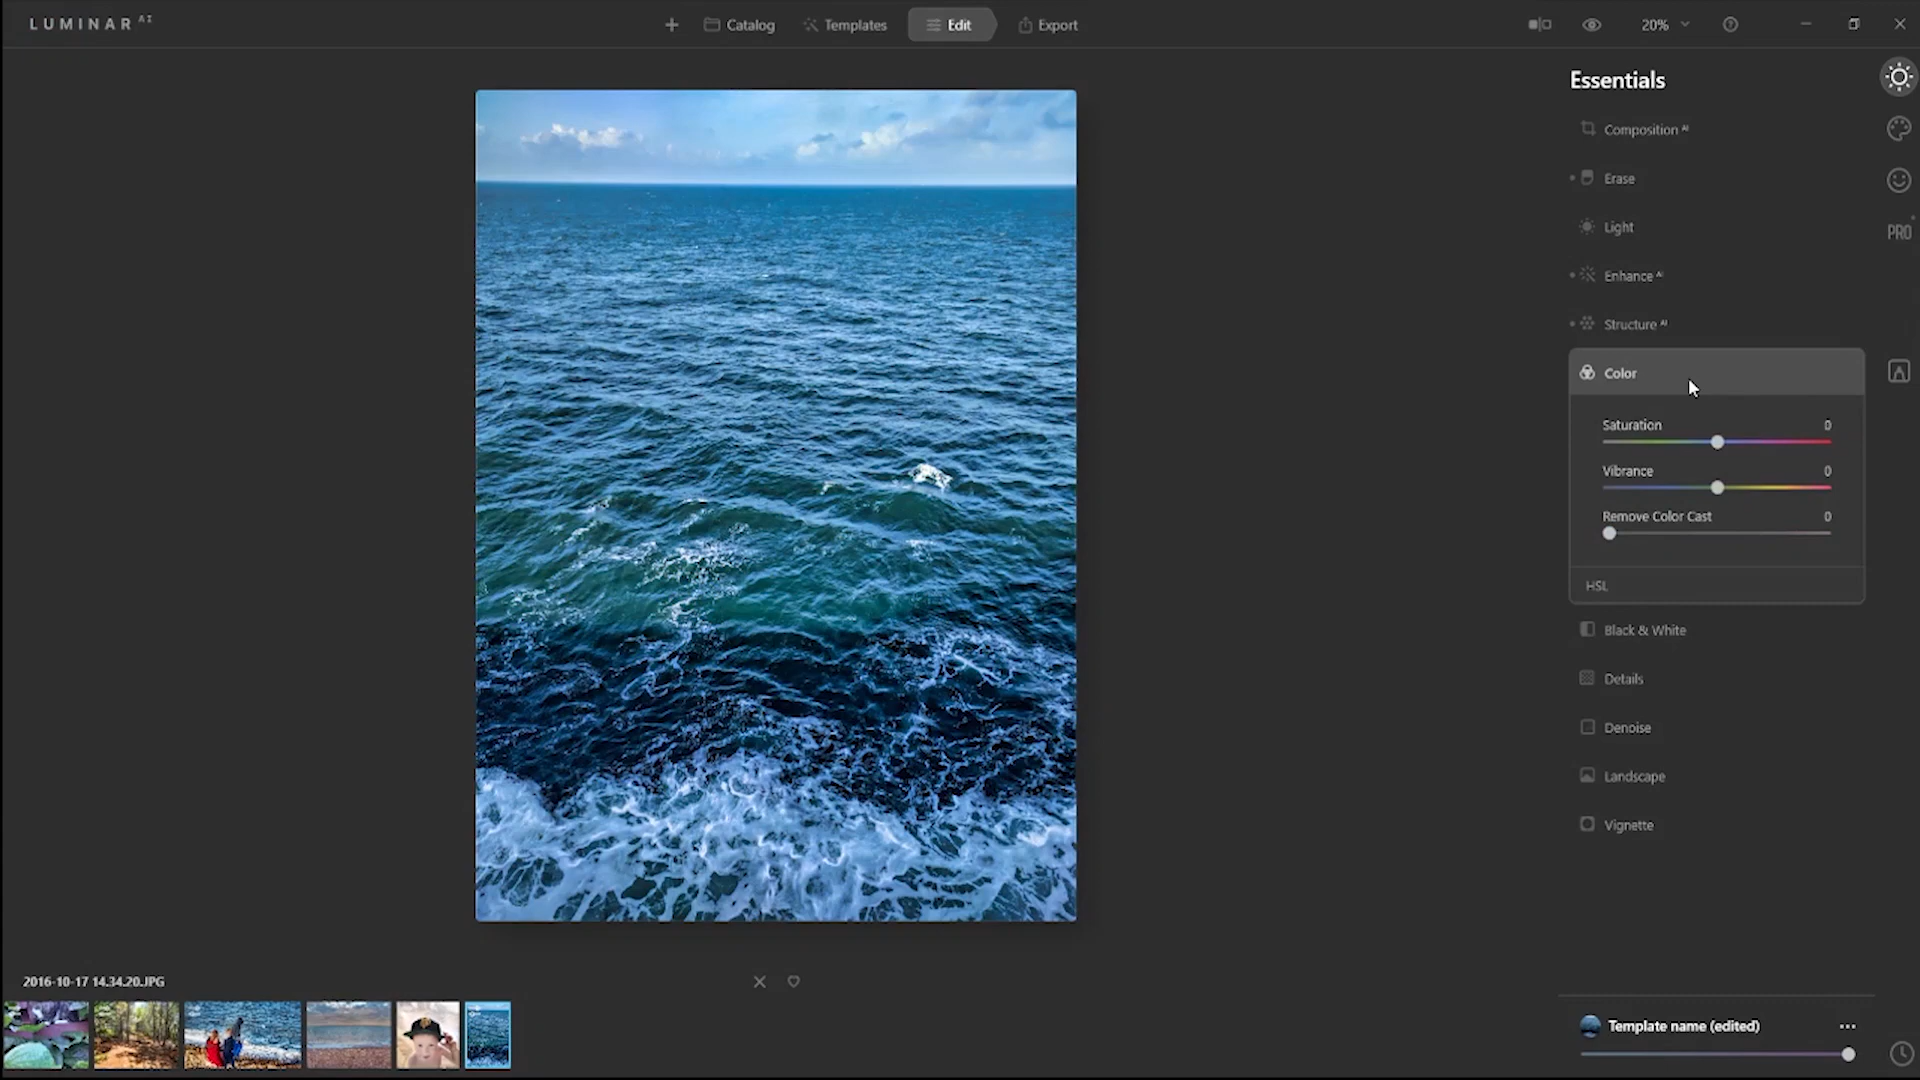 LUMINAR AI
Catalog
Templates
Edit
Export
20%
Essentials
Composition AI
Erase
Light
PRO
Enhance AI
Structure AI
Color
Saturation 0
Vibrance 0
Remove Color Cast 0
HSL
Black & White
Details
Denoise
Landscape
Vignette
2016-10-17 14.34.20.JPG
Template name (edited)